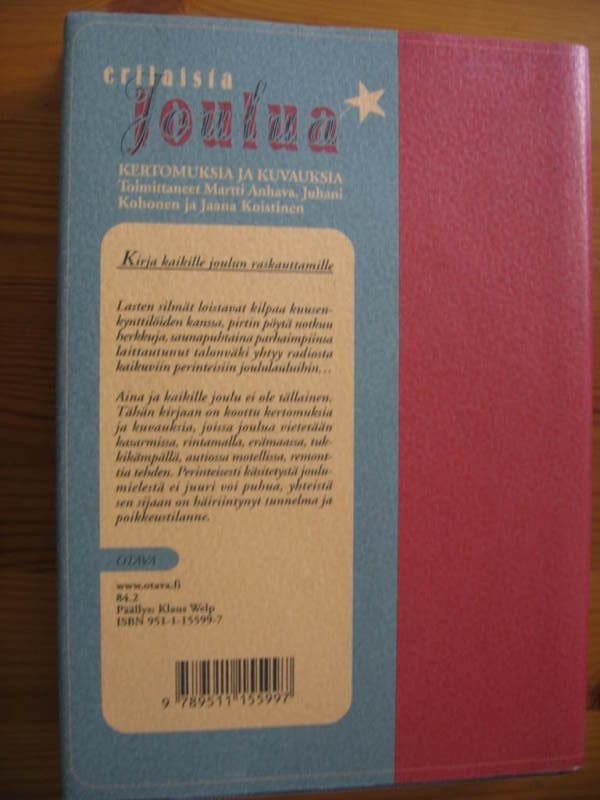 erilaista
Joulua
KERTOMUKSIA JA KUVAUKSIA
Toimittaneet Martti Anhava, Juhani
Kohonen ja Jaana Koistinen
Kirja kaikille joulun raskauttamille
Lasten silmät loistavat kilpaa kuusen-
kynttilöiden kanssa, pirtin pöytä notkuu
herkkuja, saunapuhtaina parhaimpiinsa
laittautunut talonväki yhtyy radiosta
kaikuviin perinteisiin joululauluihin...
Aina ja kaikille joulu ei ole tällainen.
Tähän kirjaan on koottu kertomuksia
ja kuvauksia, joissa joulua vietetään
kasarmissa, rintamalla, erämaassa, tuk-
kikämpällä, autiossa motellissa, remont-
tia tehden. Perinteisesti käsitetystä joulu-
mielestä ei juuri voi puhua, yhteistä
sen sijaan on häiriintynyt tunnelma ja
poikkeustilanne.
OTAVA
www.otava.fi
84.2
Päällys: Klaus Welp
ISBN 951-1-15599-7
9 789511 155997